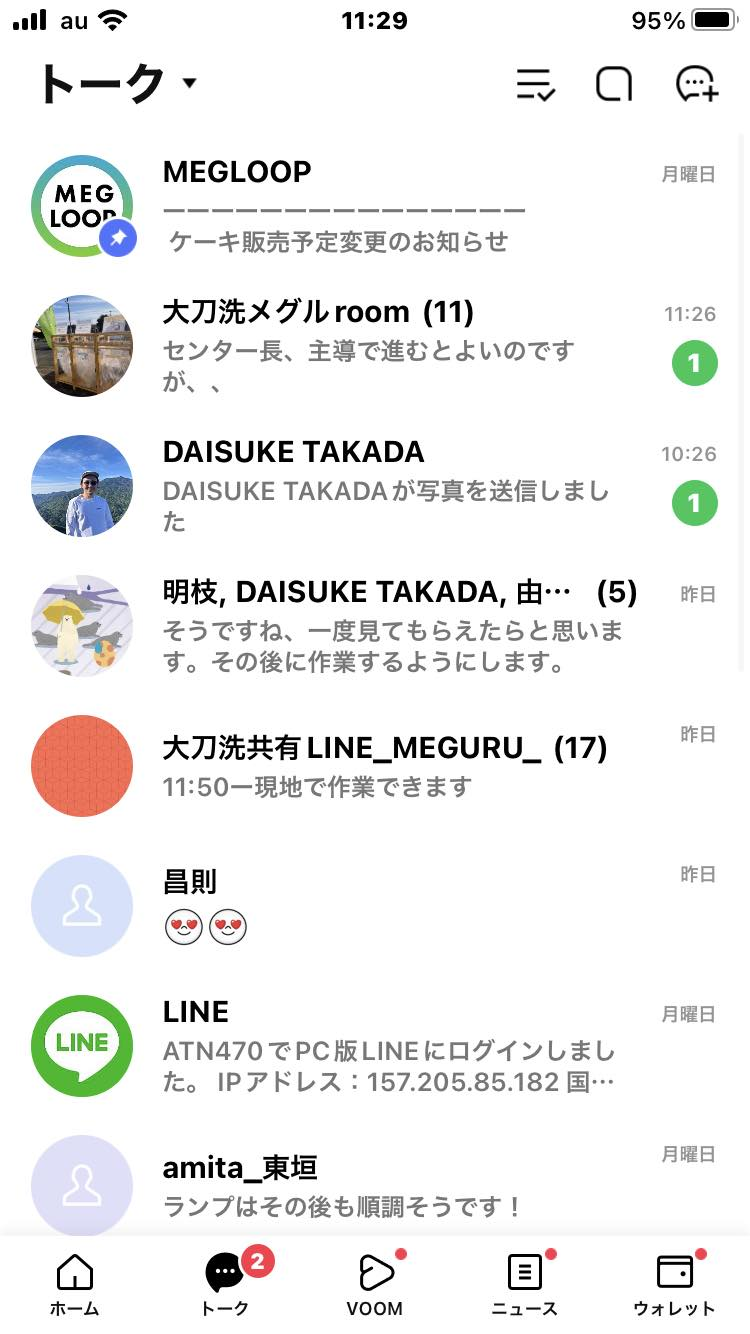 au 11:29 95%
トーク
MEG
LOOP
MEGLOOP 月曜日
ーーーーーーーーーーーーーーー
ケーキ販売予定変更のお知らせ
大刀洗メグルroom (11) 11:26
センター長、主導で進むとよいのです
が、、
1
DAISUKE TAKADA 10:26
DAISUKE TAKADAが写真を送信しまし
た
1
明枝, DAISUKE TAKADA, 由… (5) 昨日
そうですね、一度見てもらえたらと思いま
す。その後に作業するようにします。
大刀洗共有LINE_MEGURU_ (17) 昨日
11:50ー現地で作業できます
昌則 昨日
LINE
LINE 月曜日
ATN470でPC版LINEにログインしまし
た。 IPアドレス：157.205.85.182 国…
amita_東垣 月曜日
ランプはその後も順調そうです！
2
ホーム トーク VOOM ニュース ウォレット